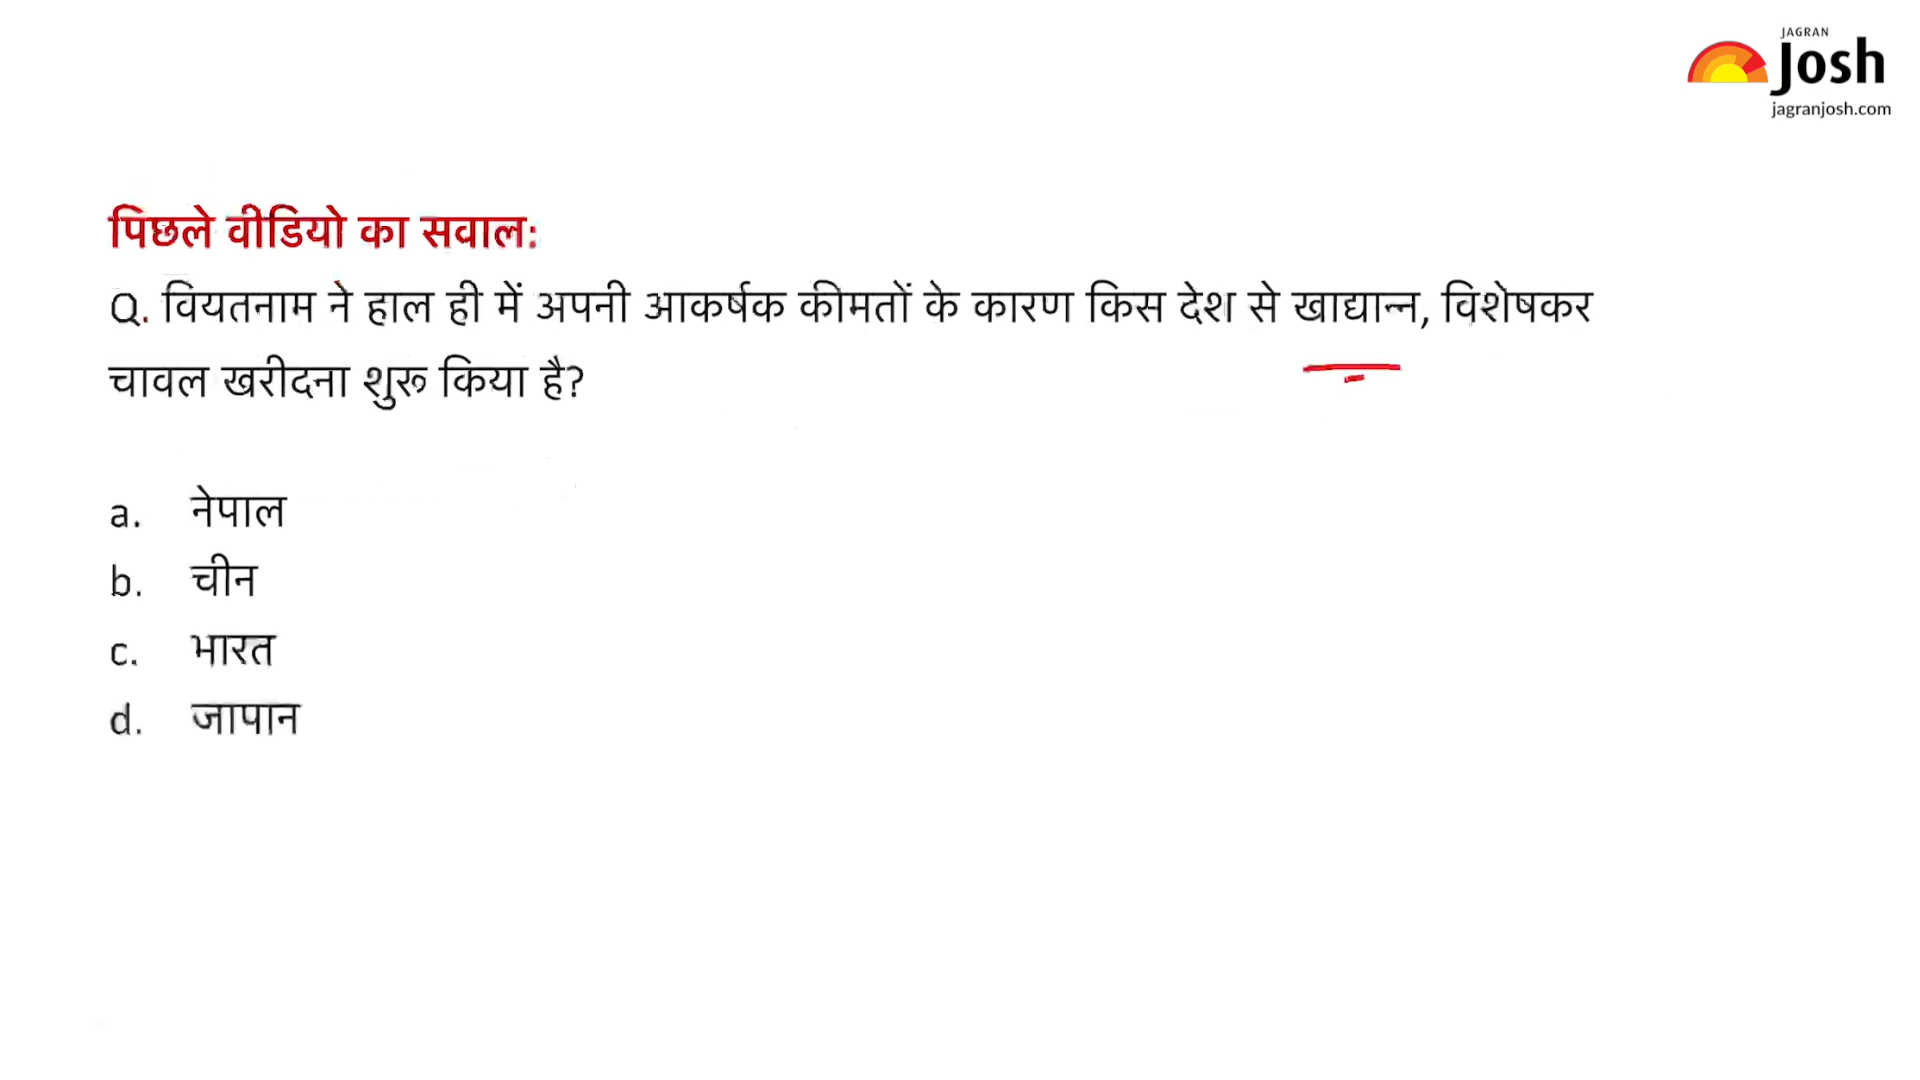 JAGRAN
Josh
jagranjosh.com
पिछले वीडियो का सवाल:
Q. वियतनाम ने हाल ही में अपनी आकर्षक कीमतों के कारण किस देश से खाद्यान्न, विशेषकर
चावल खरीदना शुरू किया है?
a. नेपाल
b. चीन
c. भारत
d. जापान